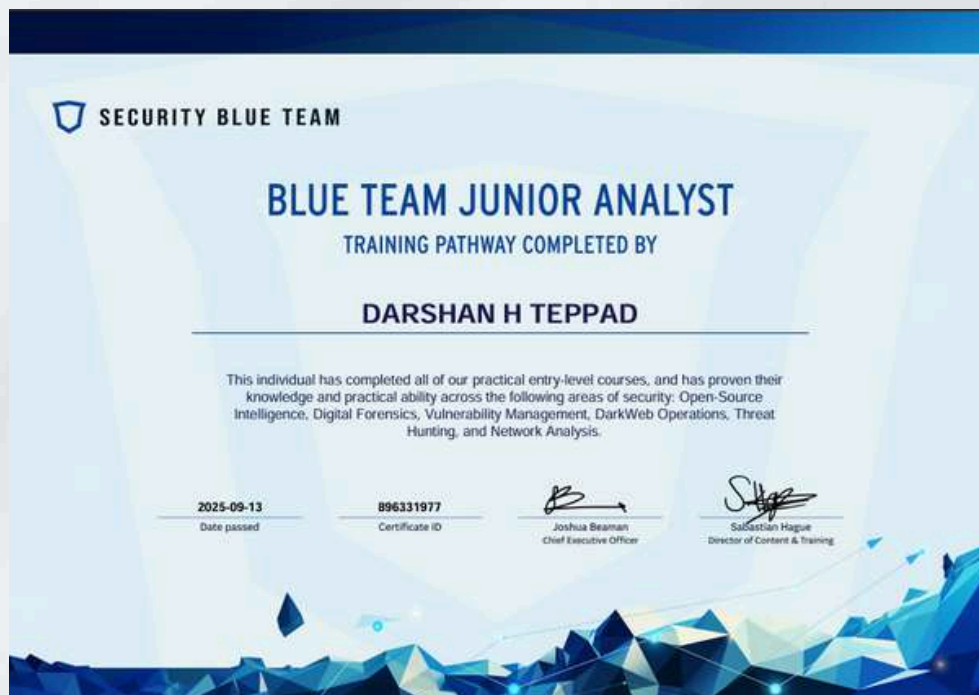 SECURITY BLUE TEAM
BLUE TEAM JUNIOR ANALYST
TRAINING PATHWAY COMPLETED BY
DARSHAN H TEPPAD
This individual has completed all of our practical entry-level courses, and has proven their
knowledge and practical ability across the following areas of security: Open-Source
Intelligence, Digital Forensics, Vulnerability Management, DarkWeb Operations, Threat
Hunting, and Network Analysis.
2025-09-13
Date passed
896331977
Certificate ID
Joshua Beaman
Chief Executive Officer
Sabastian Hague
Director of Content & Training